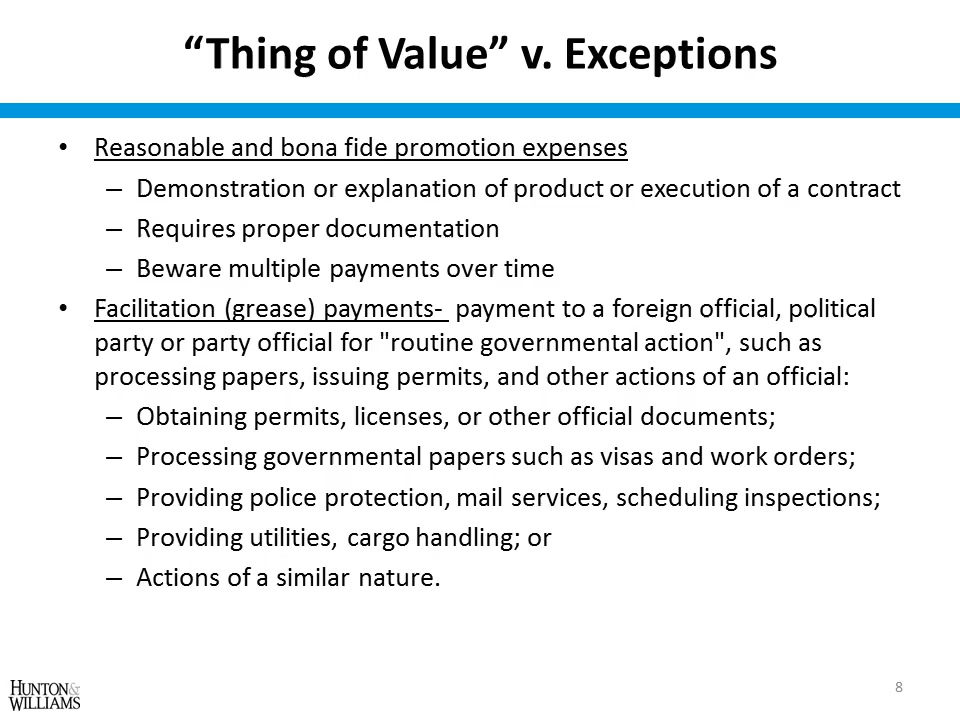 “Thing of Value” v. Exceptions
• Reasonable and bona fide promotion expenses
– Demonstration or explanation of product or execution of a contract
– Requires proper documentation
– Beware multiple payments over time
• Facilitation (grease) payments- payment to a foreign official, political
party or party official for "routine governmental action", such as
processing papers, issuing permits, and other actions of an official:
– Obtaining permits, licenses, or other official documents;
– Processing governmental papers such as visas and work orders;
– Providing police protection, mail services, scheduling inspections;
– Providing utilities, cargo handling; or
– Actions of a similar nature.
HUNTON&
WILLIAMS
8